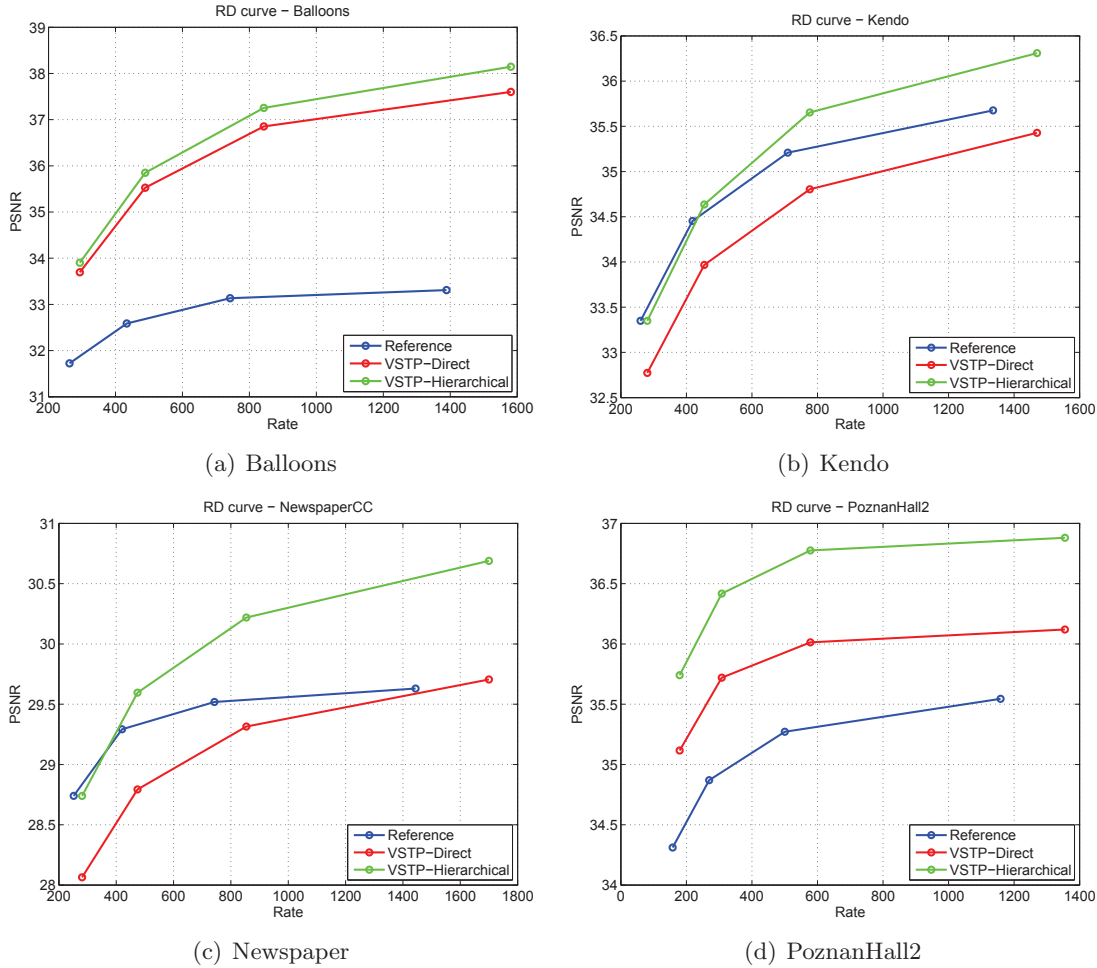 RD curve − Balloons
39
38
37
36
35
34
33
32
31
PSNR
200 400 600 800 1000 1200 1400 1600
Rate
Reference
VSTP−Direct
VSTP−Hierarchical
(a) Balloons
RD curve − Kendo
36.5
36
35.5
35
34.5
34
33.5
33
32.5
PSNR
200 400 600 800 1000 1200 1400 1600
Rate
Reference
VSTP−Direct
VSTP−Hierarchical
(b) Kendo
RD curve − NewspaperCC
31
30.5
30
29.5
29
28.5
28
PSNR
200 400 600 800 1000 1200 1400 1600 1800
Rate
Reference
VSTP−Direct
VSTP−Hierarchical
(c) Newspaper
RD curve − PoznanHall2
37
36.5
36
35.5
35
34.5
34
PSNR
0 200 400 600 800 1000 1200 1400
Rate
Reference
VSTP−Direct
VSTP−Hierarchical
(d) PoznanHall2